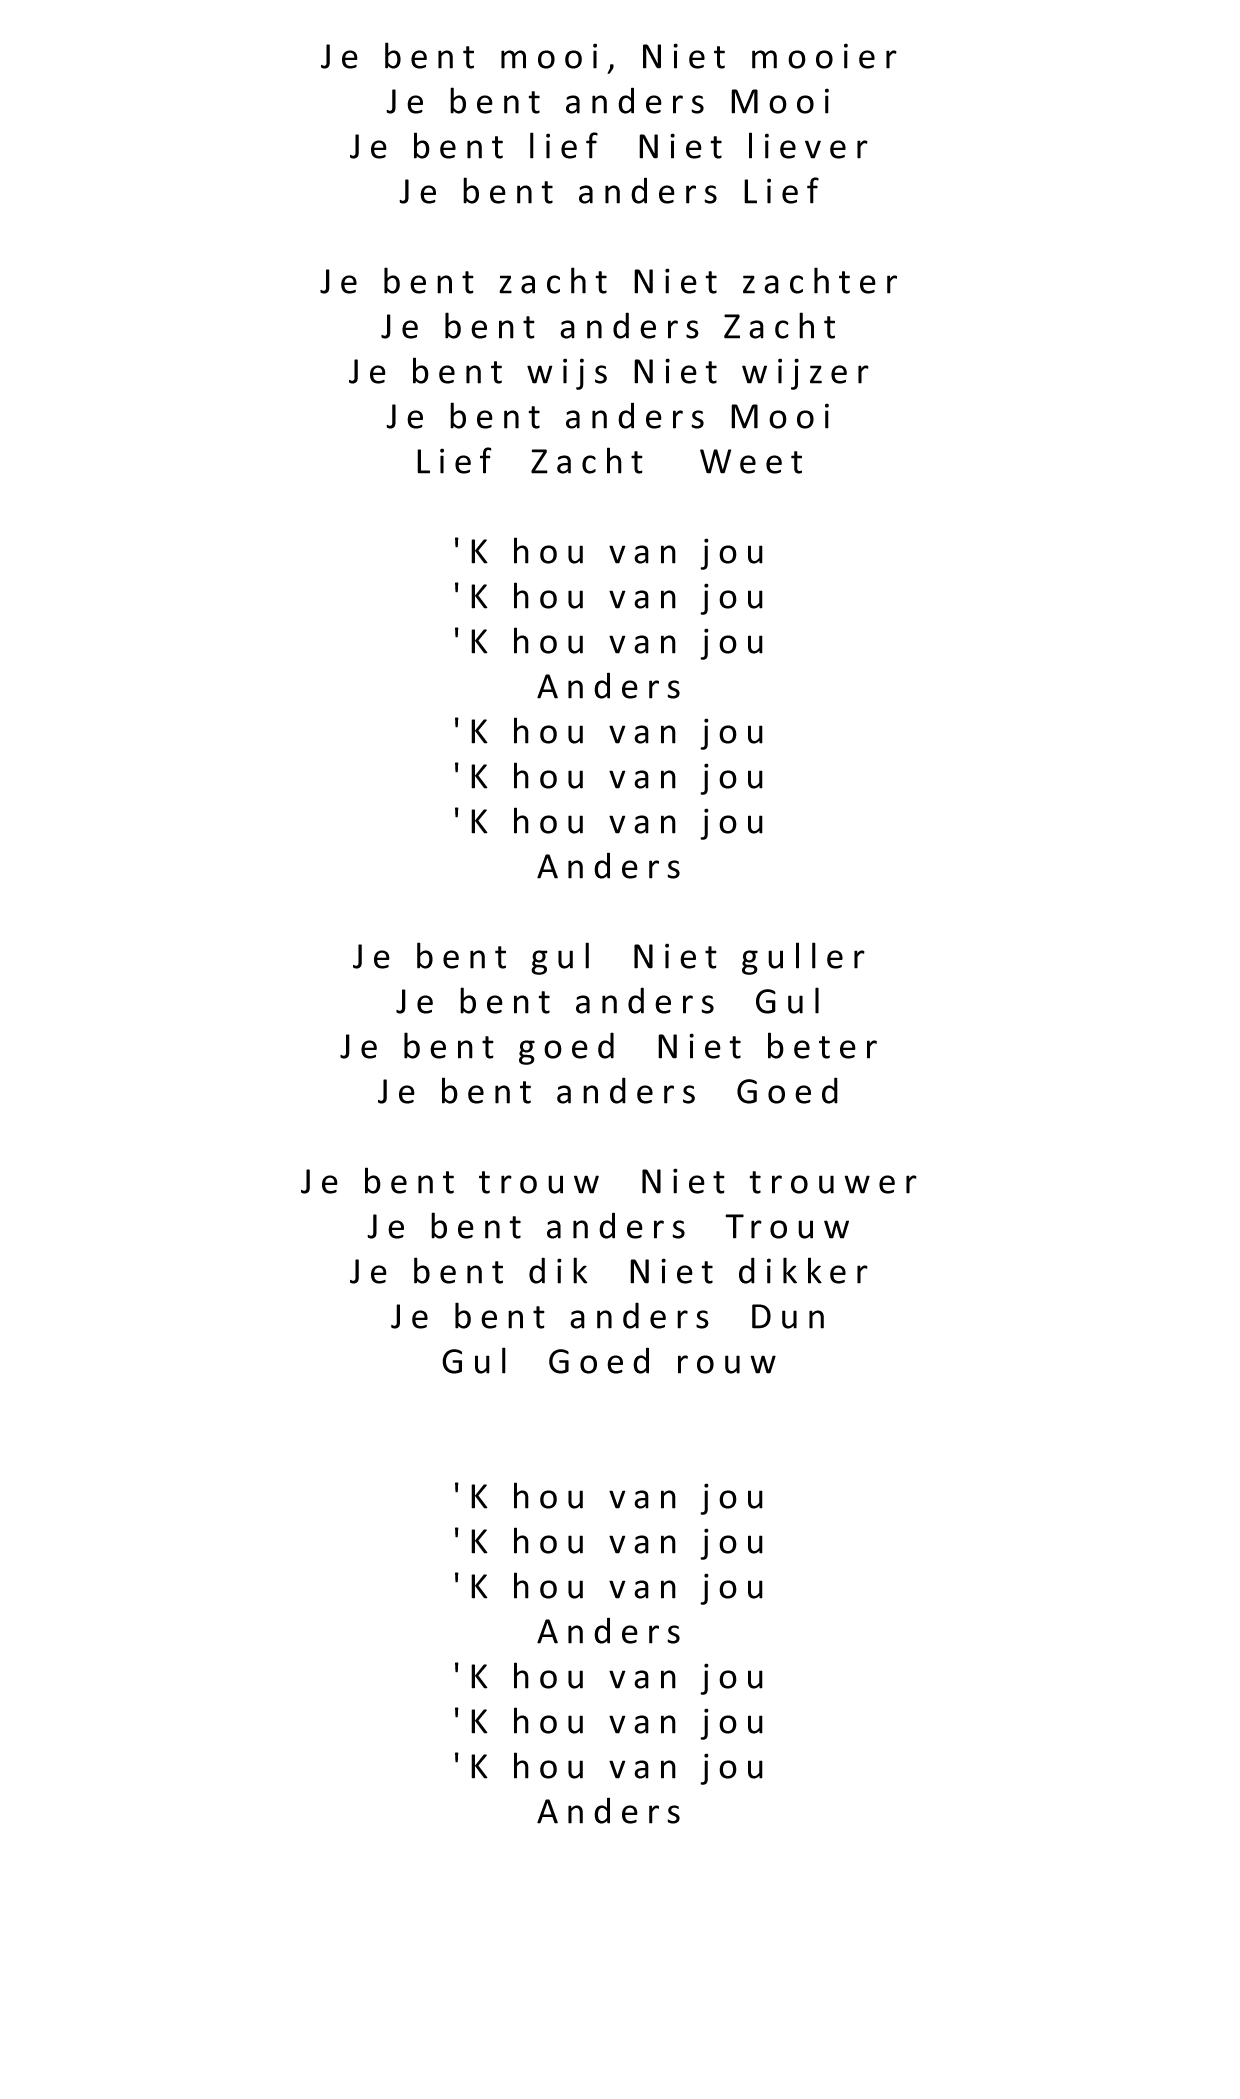 Je bent mooi, Niet mooier
Je bent anders Mooi
Je bent lief  Niet liever
Je bent anders Lief

Je bent zacht Niet zachter
Je bent anders Zacht
Je bent wijs Niet wijzer
Je bent anders Mooi
Lief  Zacht   Weet

'K hou van jou
'K hou van jou
'K hou van jou
Anders
'K hou van jou
'K hou van jou
'K hou van jou
Anders

Je bent gul  Niet guller
Je bent anders  Gul
Je bent goed  Niet beter
Je bent anders  Goed

Je bent trouw  Niet trouwer
Je bent anders  Trouw
Je bent dik  Niet dikker
Je bent anders  Dun
Gul  Goed rouw

'K hou van jou
'K hou van jou
'K hou van jou
Anders
'K hou van jou
'K hou van jou
'K hou van jou
Anders